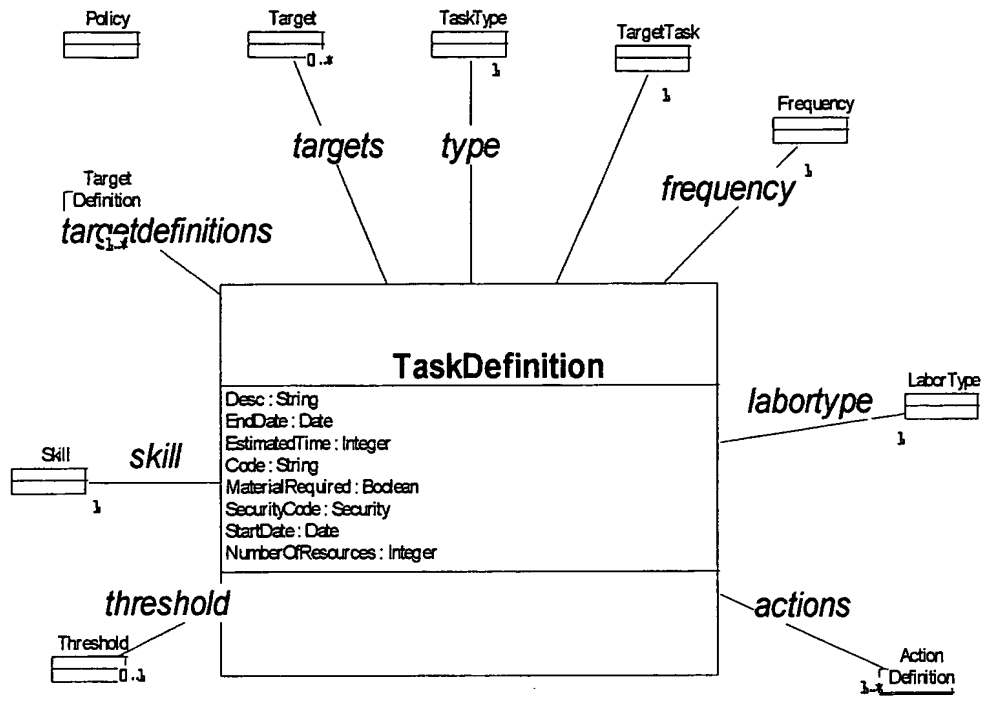 Policy
Target
0..*
TaskType
1
TargetTask
1
Frequency
1
targets
type
frequency
Target
Definition
targetdefinitions
1..*
TaskDefinition
Desc : String
EndDate : Date
EstimatedTime : Integer
Code : String
MaterialRequired : Boolean
SecurityCode : Security
StartDate : Date
NumberOfResources : Integer
labortype
LaborType
1
Skill
skill
1
threshold
Threshold
0..1
actions
Action
Definition
1..*